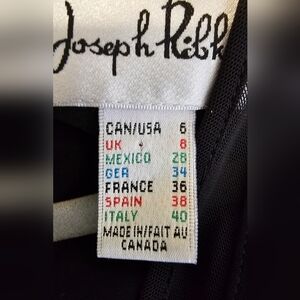 Joseph Ribk
CAN/USA 6
UK 8
MEXICO 28
GER 34
FRANCE 36
SPAIN 38
ITALY 40
MADE IN/FAIT AU
CANADA